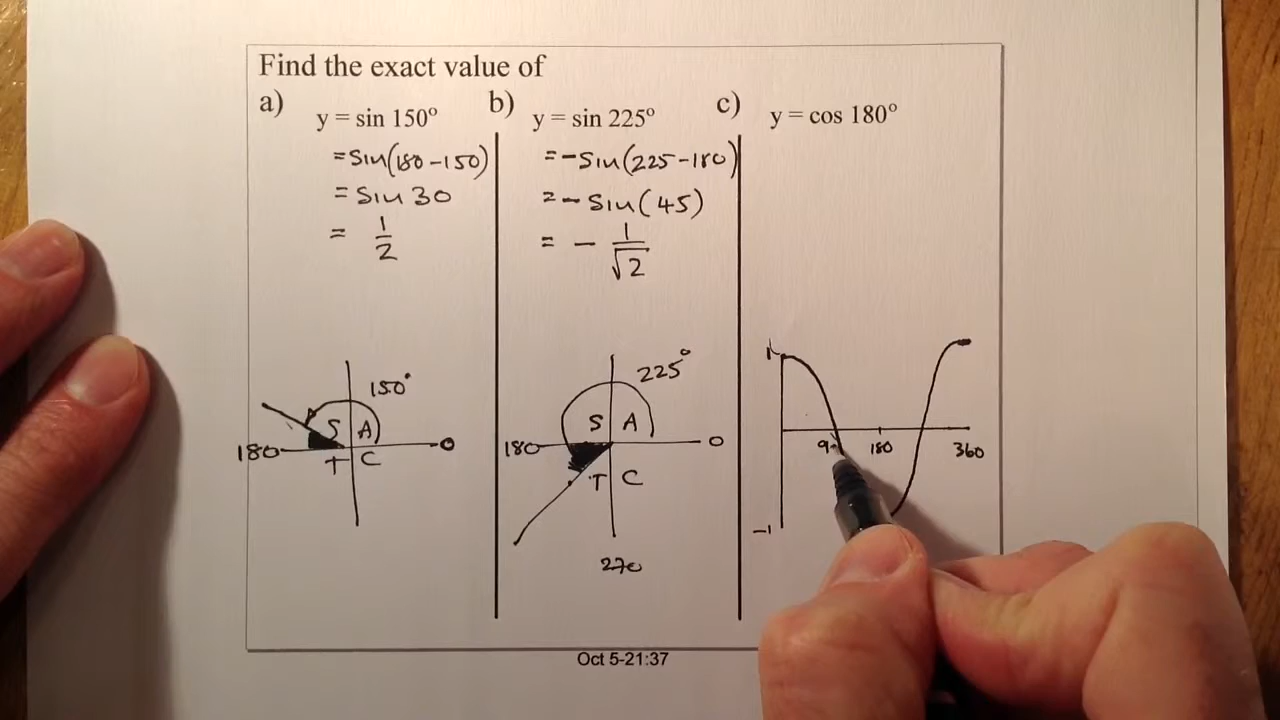 Find the exact value of
a) y = sin 150°
= sin(180 - 150)
= sin 30
= 1/2
150°
S A
180 0
T C
b) y = sin 225°
= - sin(225 - 180)
= - sin(45)
= - 1/√2
225°
S A
180 0
T C
270
c) y = cos 180°
1
180 360
-1
Oct 5-21:37